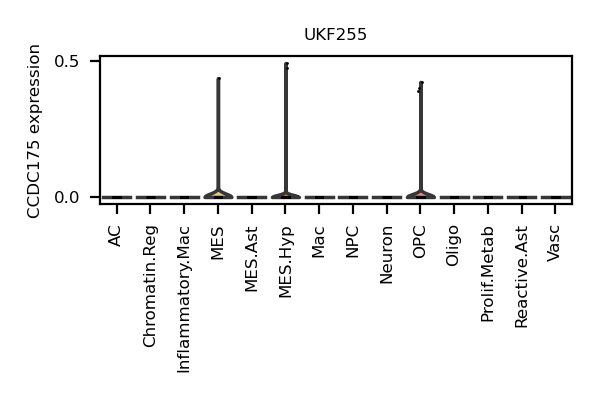 UKF255
CCDC175 expression
0.5
0.0
AC
Chromatin.Reg
Inflammatory.Mac
MES
MES.Ast
MES.Hyp
Mac
NPC
Neuron
OPC
Oligo
Prolif.Metab
Reactive.Ast
Vasc